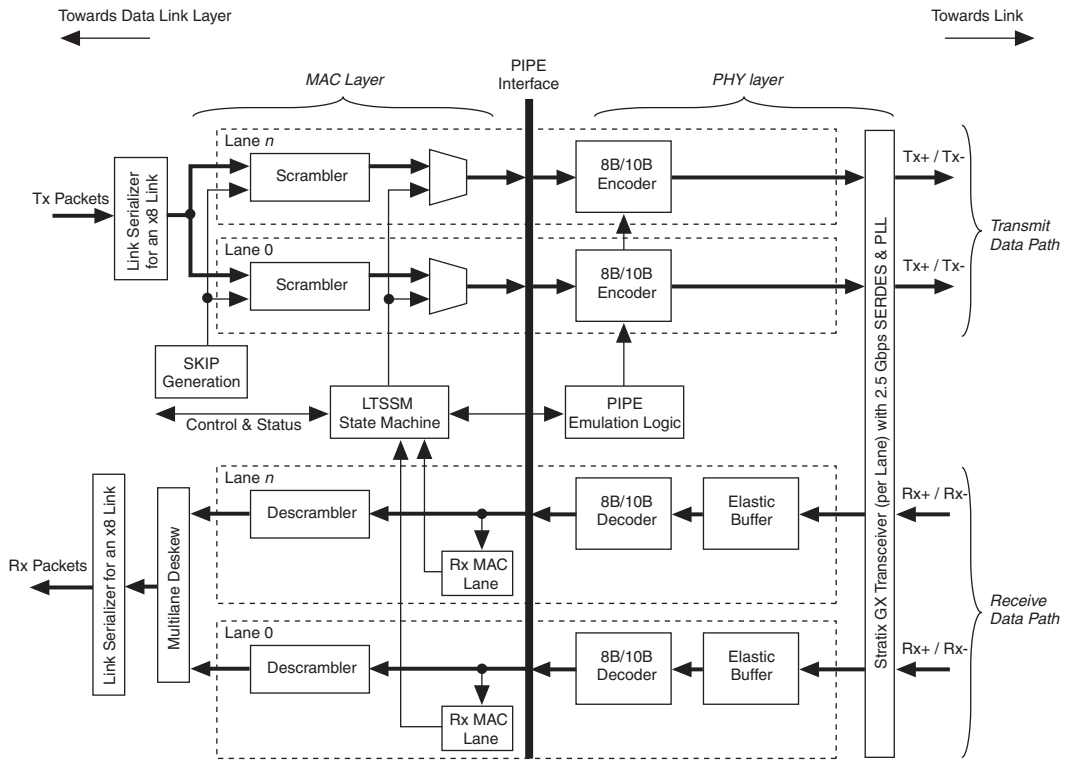 Towards Data Link Layer
Towards Link
MAC Layer
PIPE
Interface
PHY layer
Lane n
Scrambler
8B/10B
Encoder
Tx+ / Tx-
Tx Packets
Link Serializer
for an x8 Link
Lane 0
Scrambler
8B/10B
Encoder
Tx+ / Tx-
Transmit
Data Path
SKIP
Generation
Control & Status
LTSSM
State Machine
PIPE
Emulation Logic
Stratix GX Transceiver (per Lane) with 2.5 Gbps SERDES & PLL
Lane n
Descrambler
8B/10B
Decoder
Elastic
Buffer
Rx+ / Rx-
Rx MAC
Lane
Rx Packets
Link Serializer for an x8 Link
Multilane Deskew
Lane 0
Descrambler
8B/10B
Decoder
Elastic
Buffer
Rx+ / Rx-
Rx MAC
Lane
Receive
Data Path